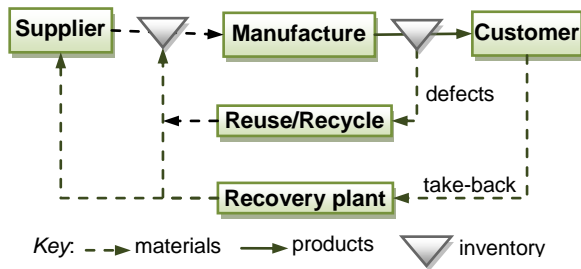 Supplier
Manufacture
Customer
defects
Reuse/Recycle
take-back
Recovery plant
Key: materials products inventory